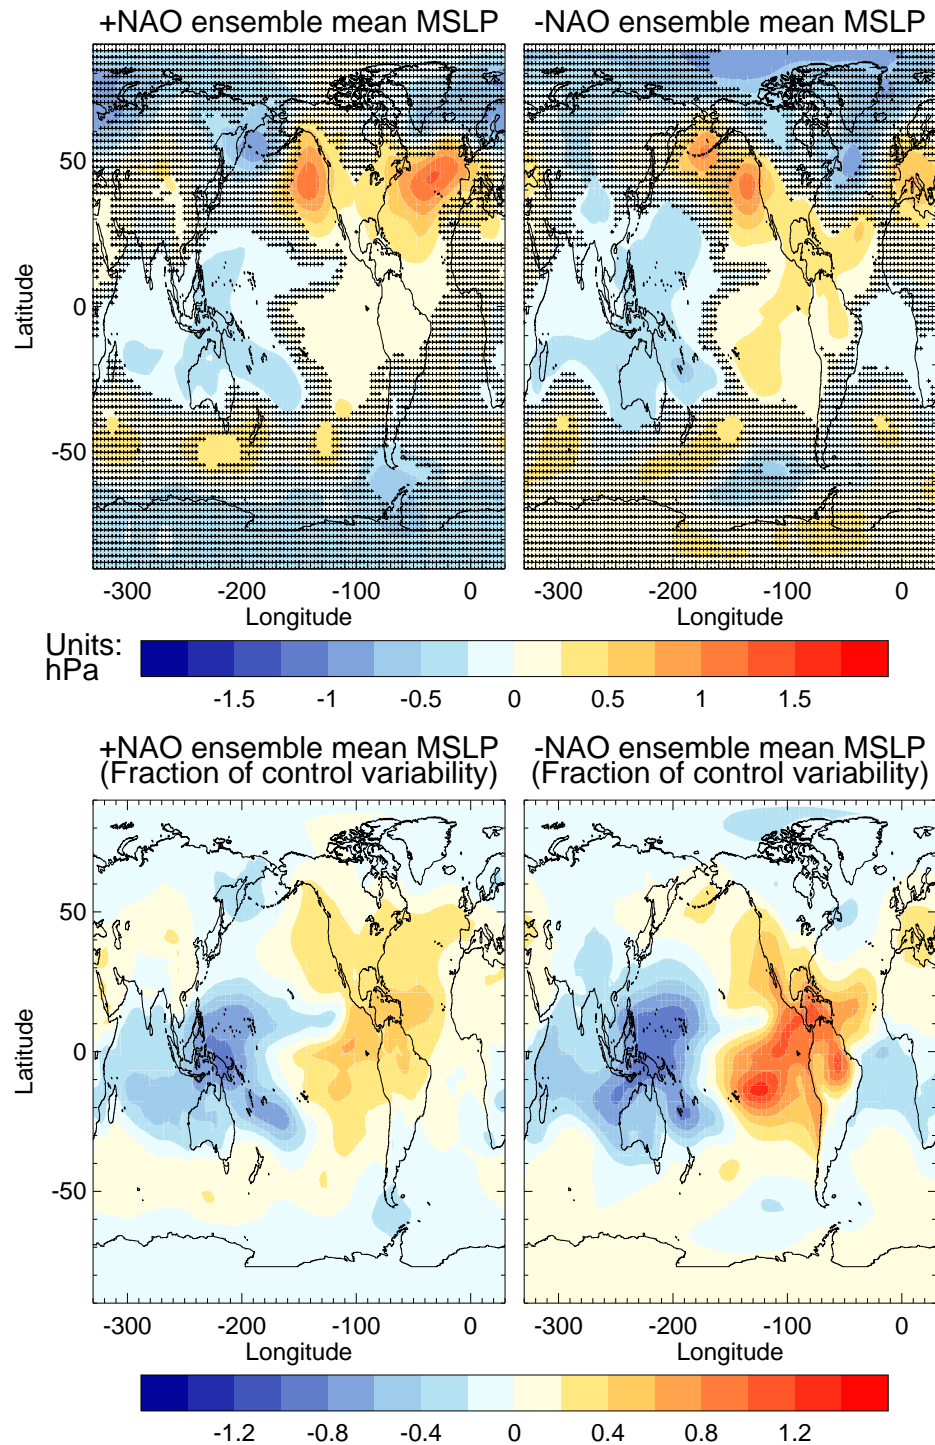 +NAO ensemble mean MSLP
-NAO ensemble mean MSLP
50
0
-50
Latitude
-300 -200 -100 0
Longitude
-300 -200 -100 0
Longitude
Units:
hPa
-1.5 -1 -0.5 0 0.5 1 1.5
+NAO ensemble mean MSLP
(Fraction of control variability)
-NAO ensemble mean MSLP
(Fraction of control variability)
50
0
-50
Latitude
-300 -200 -100 0
Longitude
-300 -200 -100 0
Longitude
-1.2 -0.8 -0.4 0 0.4 0.8 1.2